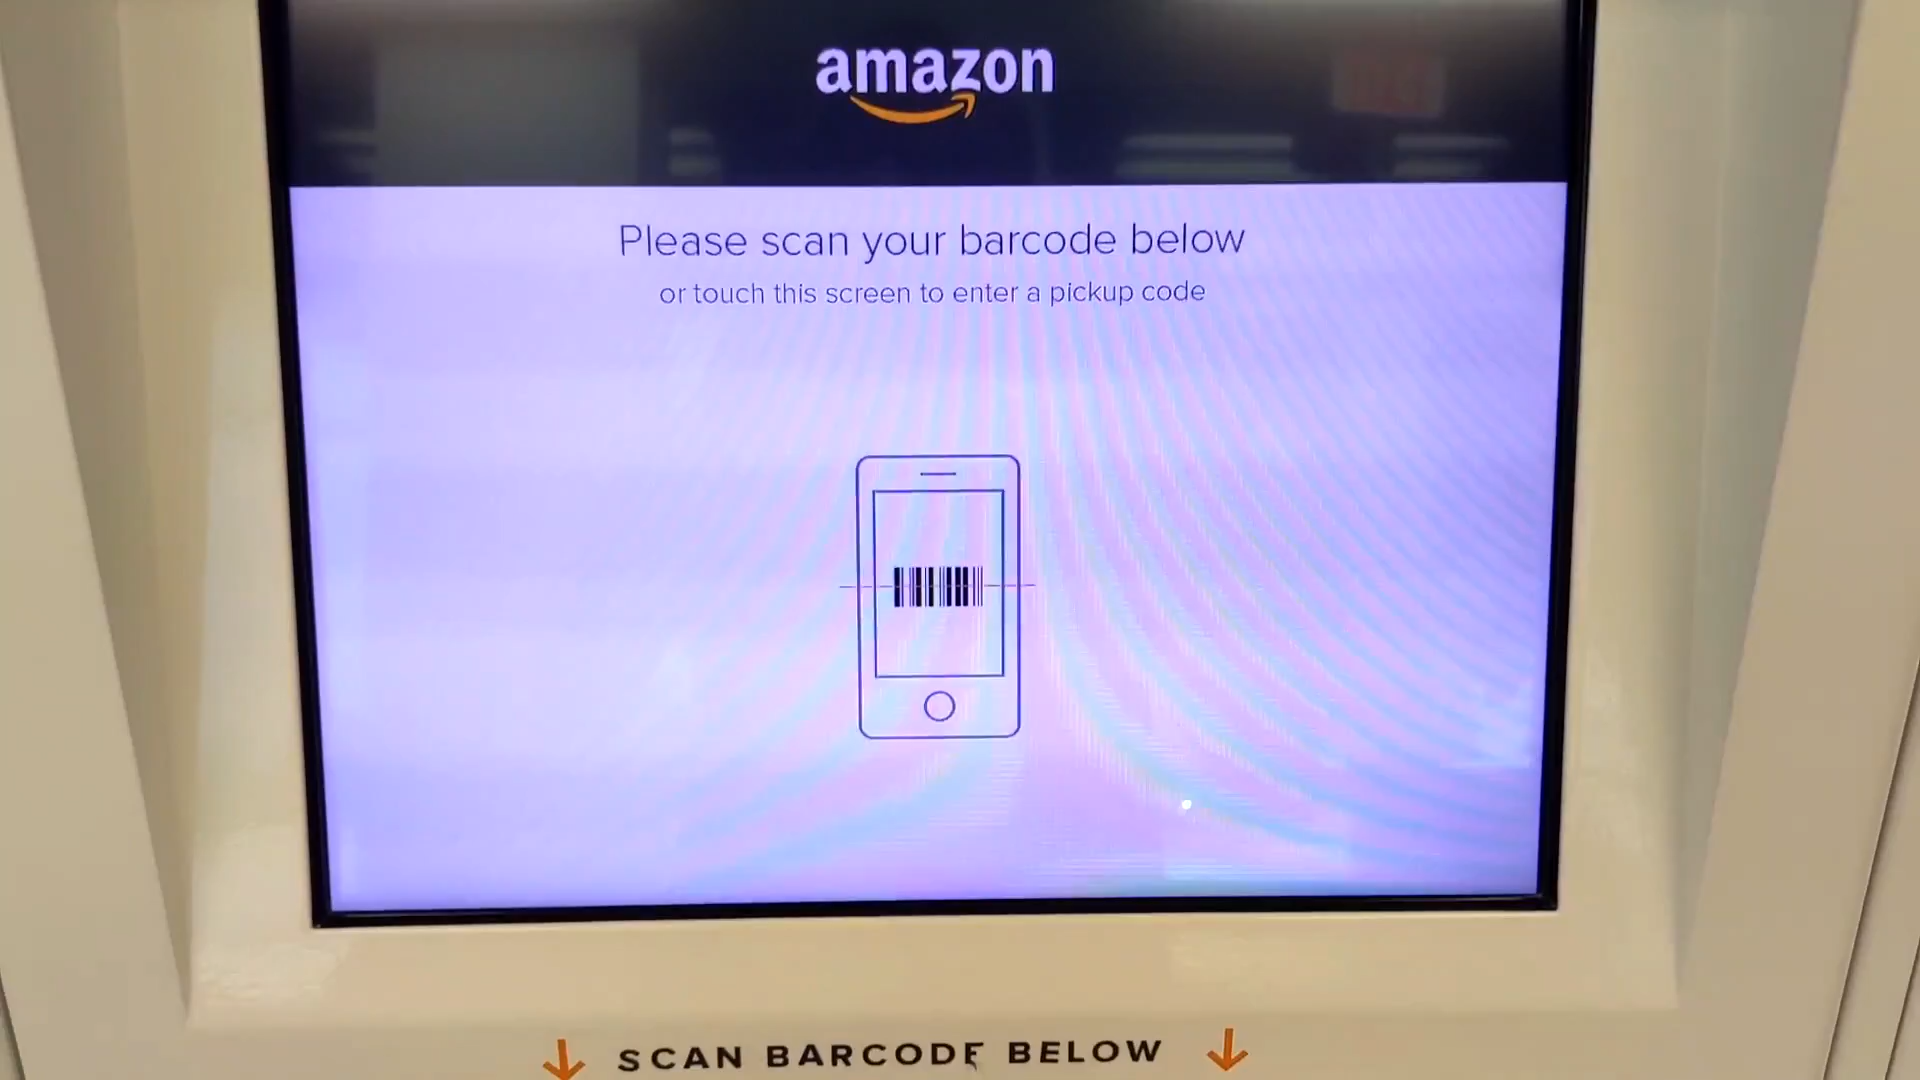 amazon
Please scan your barcode below
or touch this screen to enter a pickup code
SCAN BARCODE BELOW